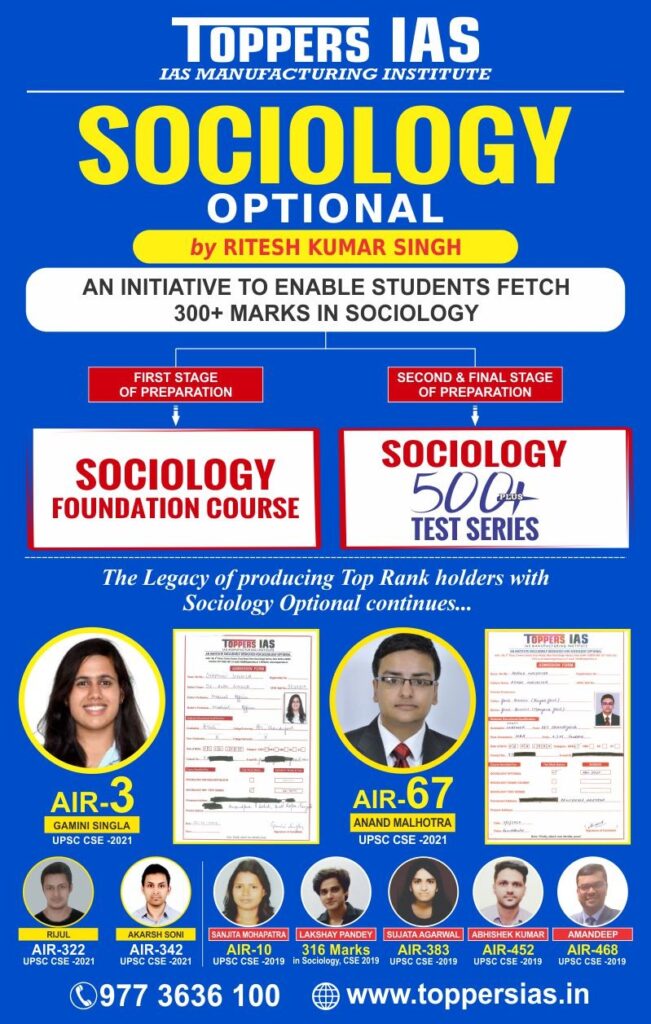 TOPPERS IAS
IAS MANUFACTURING INSTITUTE
SOCIOLOGY
OPTIONAL
by RITESH KUMAR SINGH
AN INITIATIVE TO ENABLE STUDENTS FETCH
300+ MARKS IN SOCIOLOGY
FIRST STAGE
OF PREPARATION
SECOND & FINAL STAGE
OF PREPARATION
SOCIOLOGY
FOUNDATION COURSE
SOCIOLOGY
500+
PLUS
TEST SERIES
The Legacy of producing Top Rank holders with
Sociology Optional continues...
TOPPERS IAS
ADMISSION FORM
TOPPERS IAS
ADMISSION FORM
AIR-3
GAMINI SINGLA
UPSC CSE -2021
AIR-67
ANAND MALHOTRA
UPSC CSE -2021
RIJUL
AIR-322
UPSC CSE -2021
AKARSH SONI
AIR-342
UPSC CSE -2021
SANJITA MOHAPATRA
AIR-10
UPSC CSE -2019
LAKSHAY PANDEY
316 Marks
in Sociology, CSE 2019
SUJATA AGARWAL
AIR-383
UPSC CSE -2019
ABHISHEK KUMAR
AIR-452
UPSC CSE -2019
AMANDEEP
AIR-468
UPSC CSE -2019
977 3636 100
www.toppersias.in